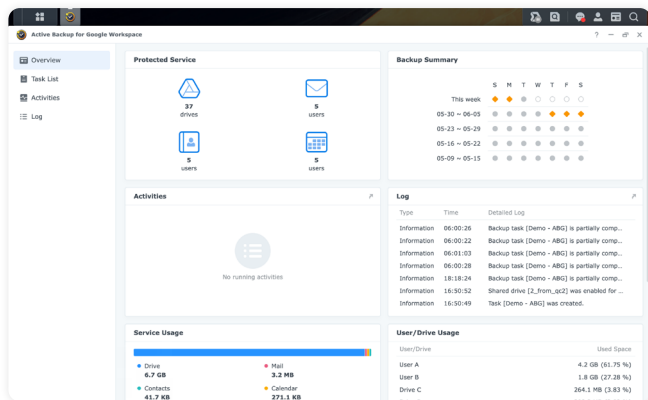 Active Backup for Google Workspace
Overview
Task List
Activities
Log
Protected Service
37
drives
5
users
5
users
5
users
Backup Summary
S M T W T F S
This week
05-30 ~ 06-05
05-23 ~ 05-29
05-16 ~ 05-22
05-09 ~ 05-15
Activities
No running activities
Log
Type Time Detailed Log
Information 06:00:26 Backup task [Demo - ABG] is partially comp...
Information 06:00:22 Backup task [Demo - ABG] is partially comp...
Information 06:01:03 Backup task [Demo - ABG] is partially comp...
Information 06:00:28 Backup task [Demo - ABG] is partially comp...
Information 18:18:24 Backup task [Demo - ABG] is partially comp...
Information 16:50:52 Shared drive [2_from_qc2] was enabled for ...
Information 16:50:49 Task [Demo - ABG] was created.
Service Usage
Drive
6.7 GB
Mail
3.2 MB
Contacts
41.7 KB
Calendar
271.1 KB
User/Drive Usage
User/Drive Used Space
User A 4.2 GB (61.75 %)
User B 1.8 GB (27.28 %)
Drive C 264.1 MB (3.83 %)